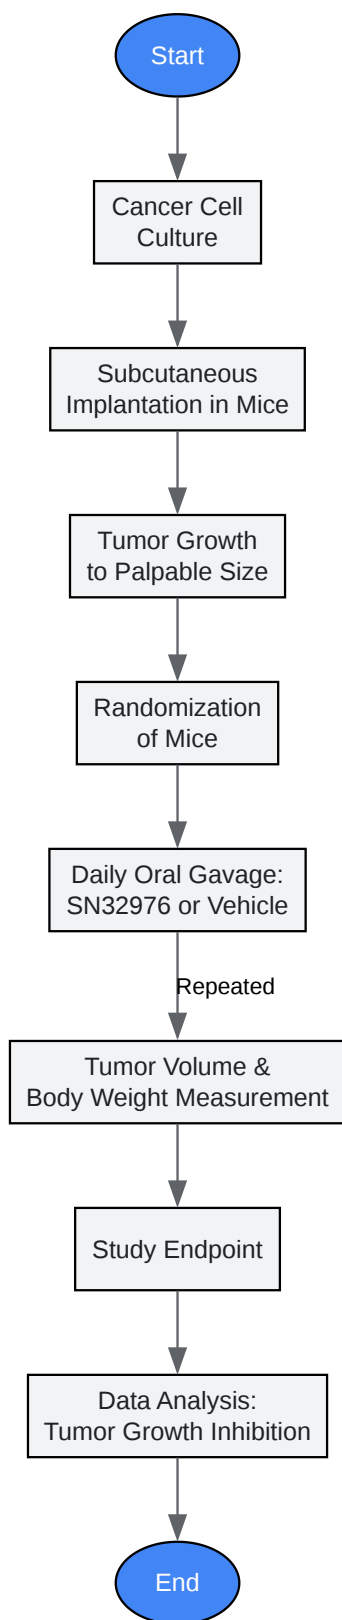 Start
Cancer Cell
Culture
Subcutaneous
Implantation in Mice
Tumor Growth
to Palpable Size
Randomization
of Mice
Daily Oral Gavage:
SN32976 or Vehicle
Repeated
Tumor Volume &
Body Weight Measurement
Study Endpoint
Data Analysis:
Tumor Growth Inhibition
End